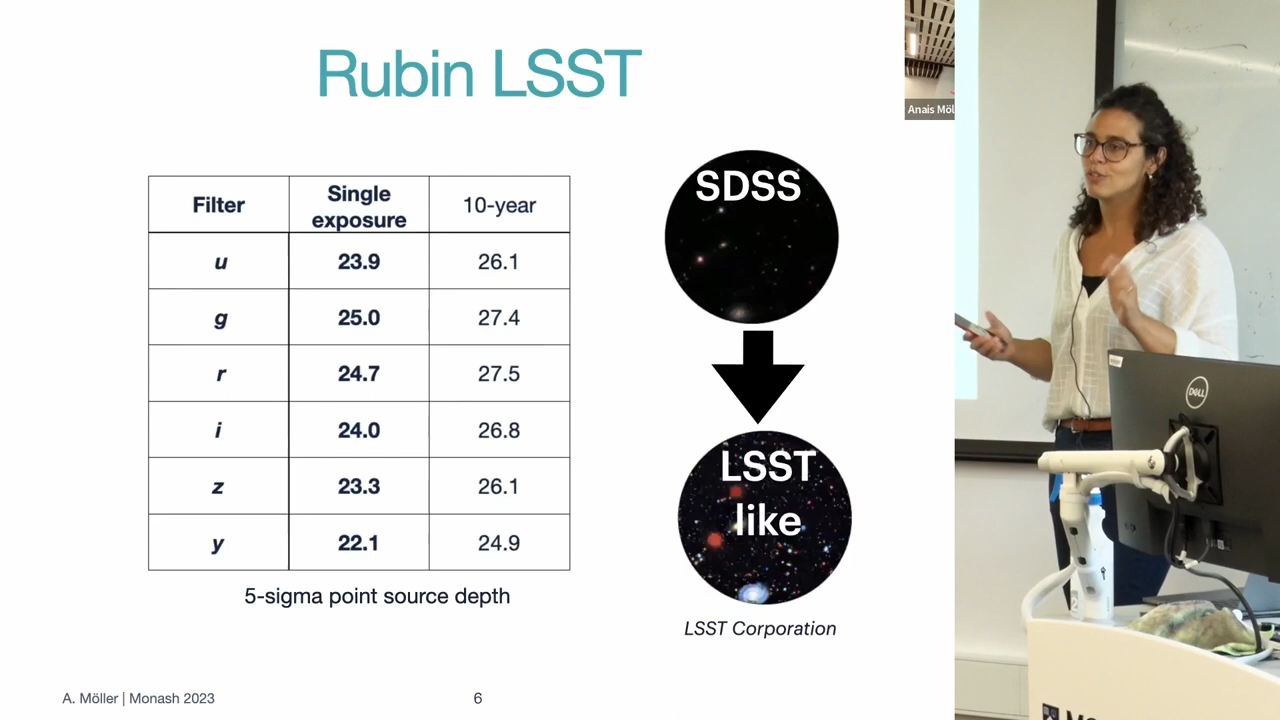 Rubin LSST
Anais Möl
Filter Single exposure 10-year
u 23.9 26.1
g 25.0 27.4
r 24.7 27.5
i 24.0 26.8
z 23.3 26.1
y 22.1 24.9
5-sigma point source depth
SDSS
LSST
like
LSST Corporation
A. Möller | Monash 2023
6
DELL